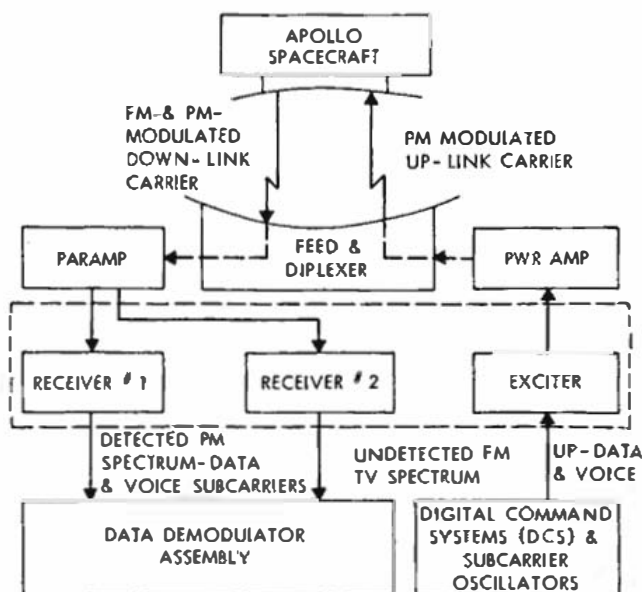 APOLLO
SPACECRAFT
FM-& PM-
MODULATED
DOWN-LINK
CARRIER
PM MODULATED
UP-LINK CARRIER
PARAMP
FEED &
DIPLEXER
PWR AMP
RECEIVER #1
RECEIVER #2
EXCITER
DETECTED PM
SPECTRUM-DATA
& VOICE SUBCARRIERS
UNDETECTED FM
TV SPECTRUM
UP-DATA
& VOICE
DATA DEMODULATOR
ASSEMBLY
DIGITAL COMMAND
SYSTEMS (DCS) &
SUBCARRIER
OSCILLATORS